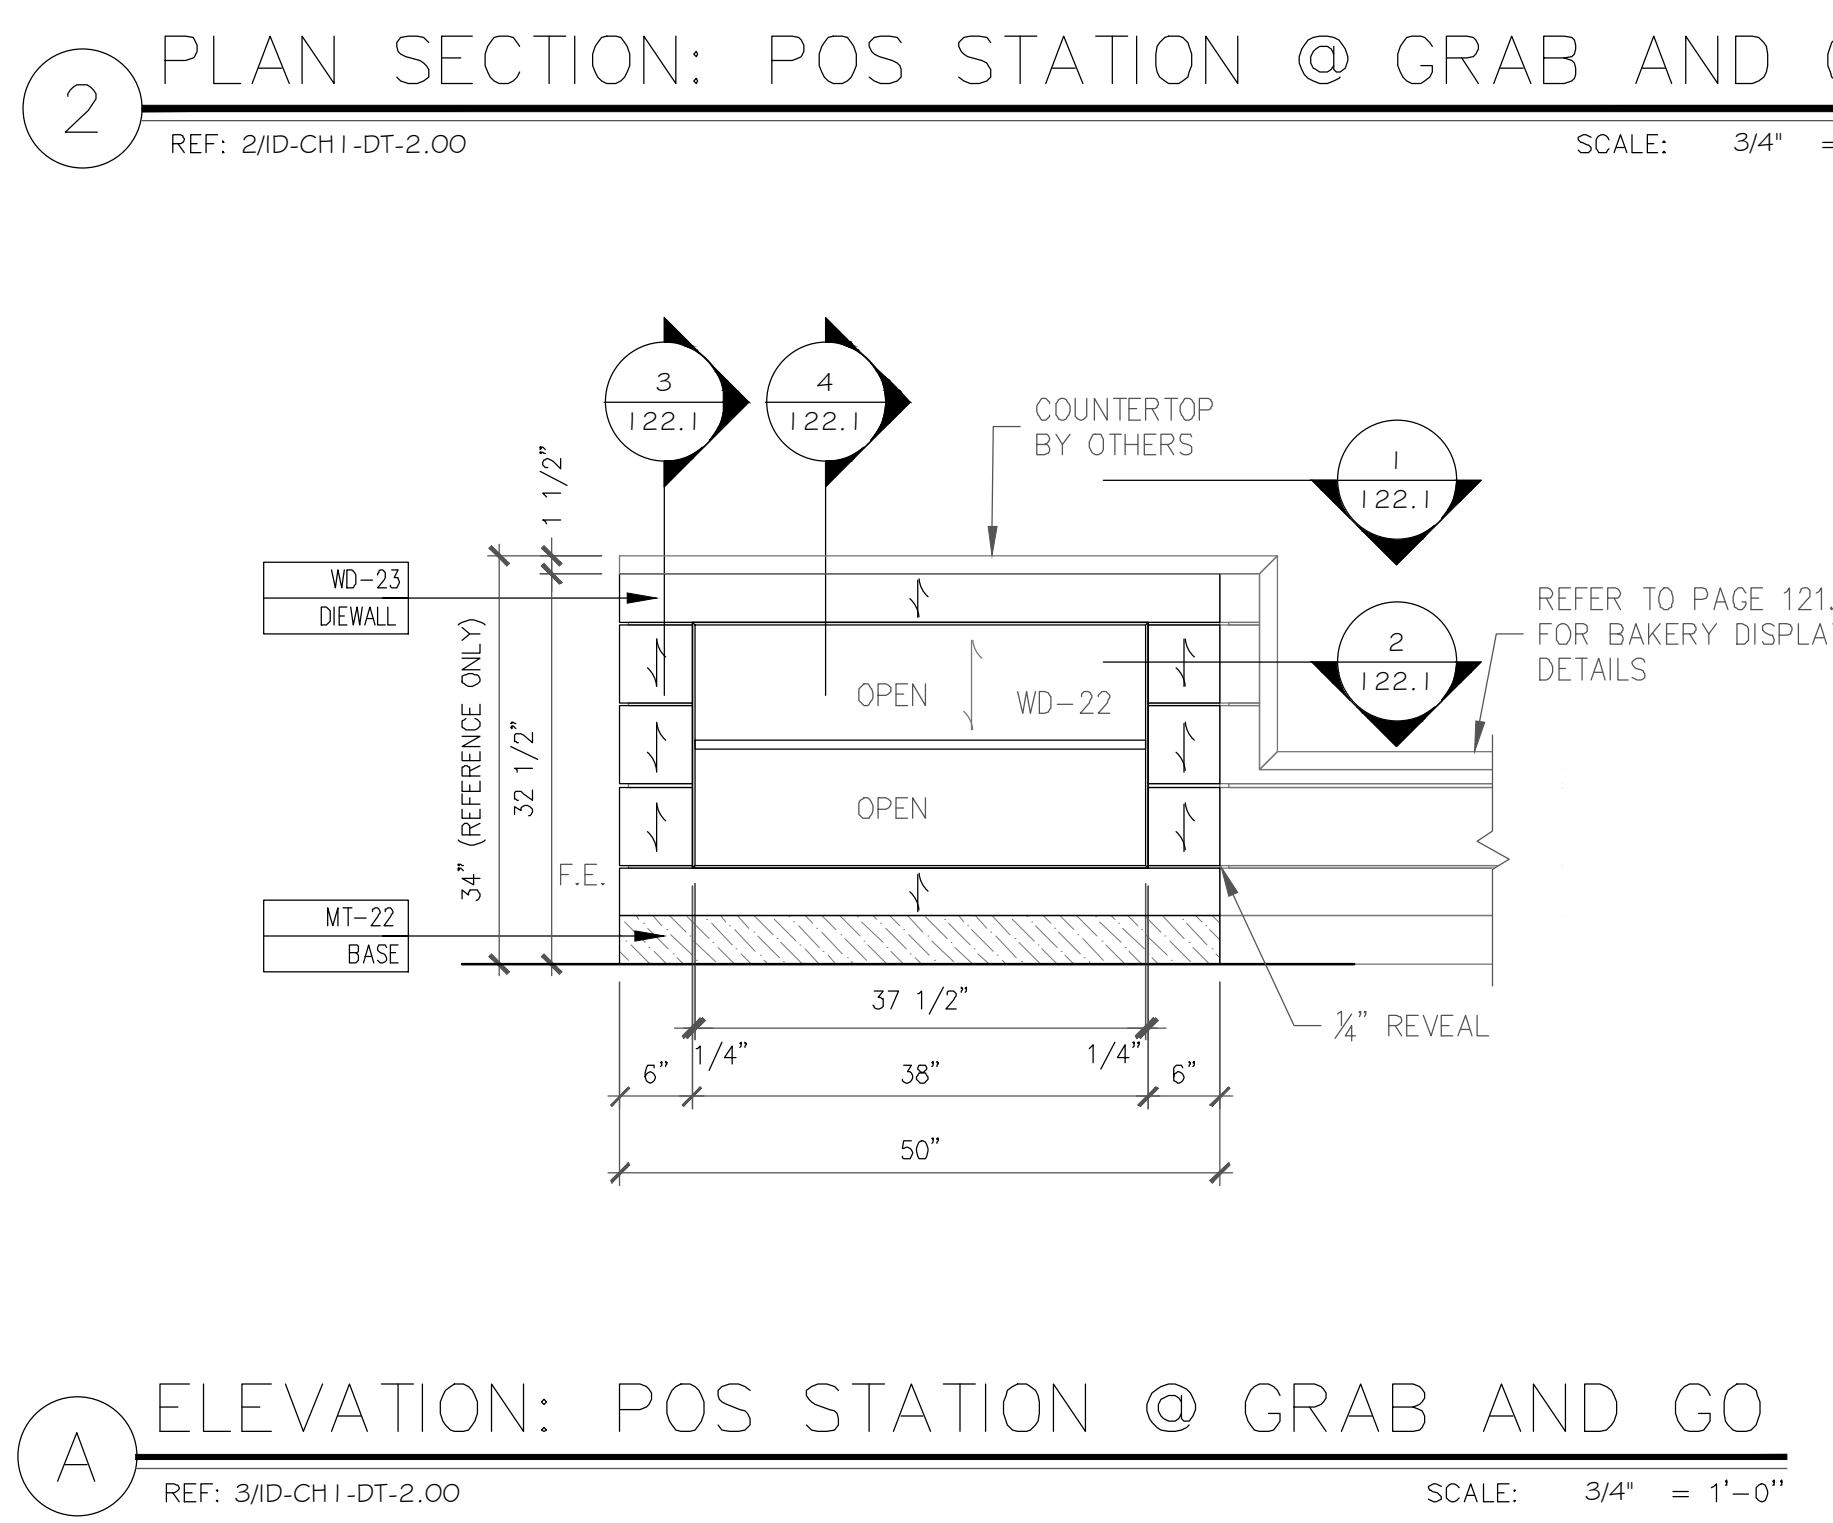 PLAN SECTION: POS STATION @ GRAB AND
2
REF: 2/ID-CH1-DT-2.00
SCALE: 3/4" =
3
122.1
4
122.1
COUNTERTOP
BY OTHERS
1
122.1
1 1/2”
WD-23
DIEWALL
REFER TO PAGE 121.
FOR BAKERY DISPLA
DETAILS
2
122.1
34” (REFERENCE ONLY)
32 1/2”
OPEN
WD-22
OPEN
F.E.
MT-22
BASE
37 1/2”
1/4” REVEAL
1/4”
1/4”
6”
38”
6”
50”
ELEVATION: POS STATION @ GRAB AND GO
A
REF: 3/ID-CH1-DT-2.00
SCALE: 3/4" = 1'-0"